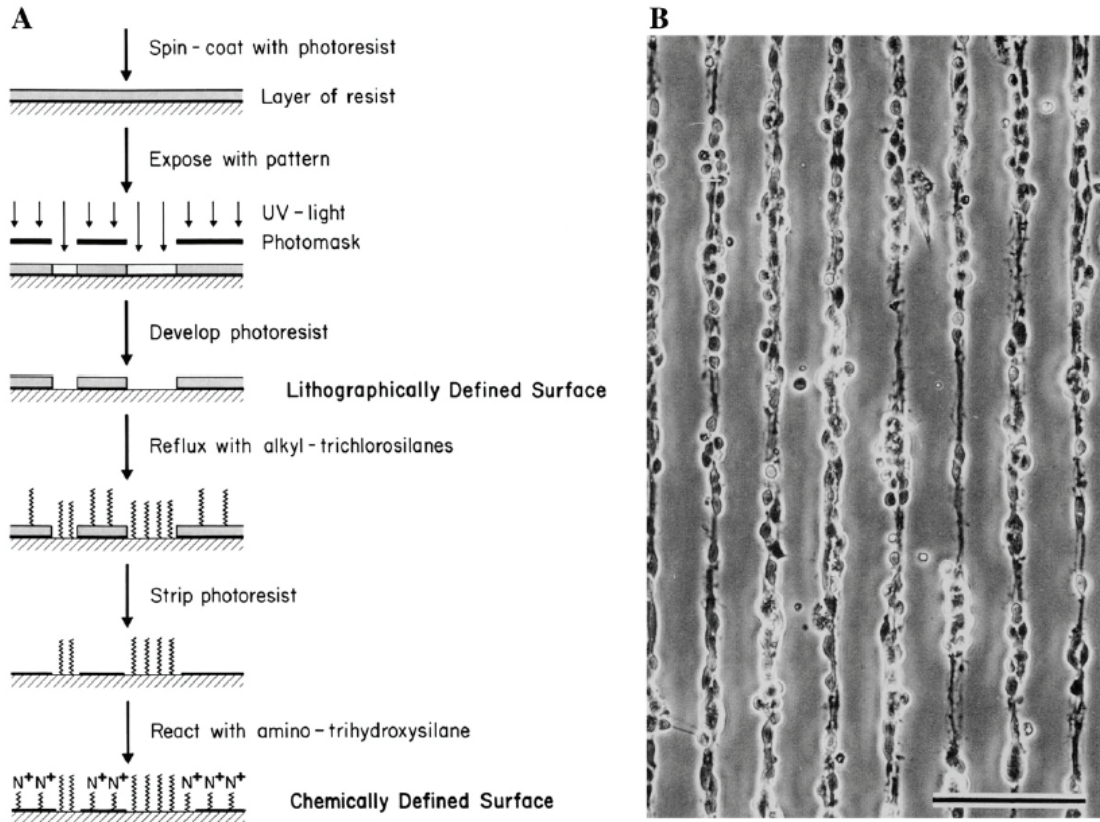 A
Spin-coat with photoresist
Layer of resist
Expose with pattern
UV-light
Photomask
Develop photoresist
Lithographically Defined Surface
Reflux with alkyl-trichlorosilanes
Strip photoresist
React with amino-trihydroxysilane
N+ N+ N+ N+ N+ N+ N+
Chemically Defined Surface
B